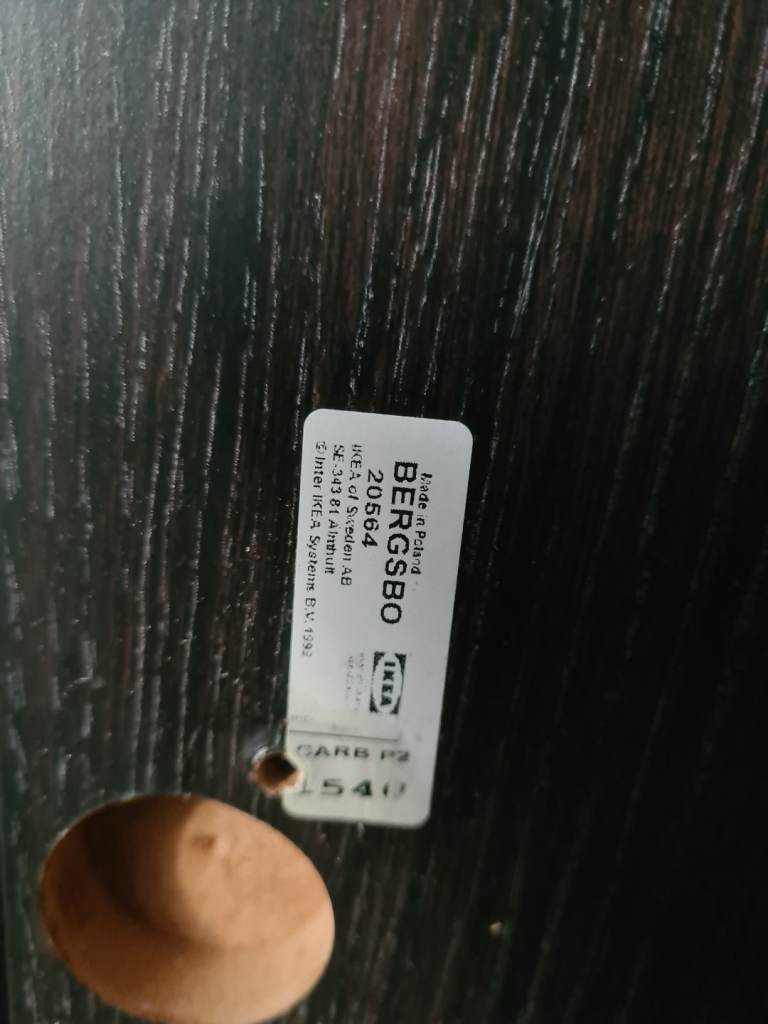 Made in Poland
BERGSBO
20564
IKEA of Sweden AB
SE-343 81 Älmhult
© Inter IKEA Systems B.V. 1999
IKEA
CARB P2
1540